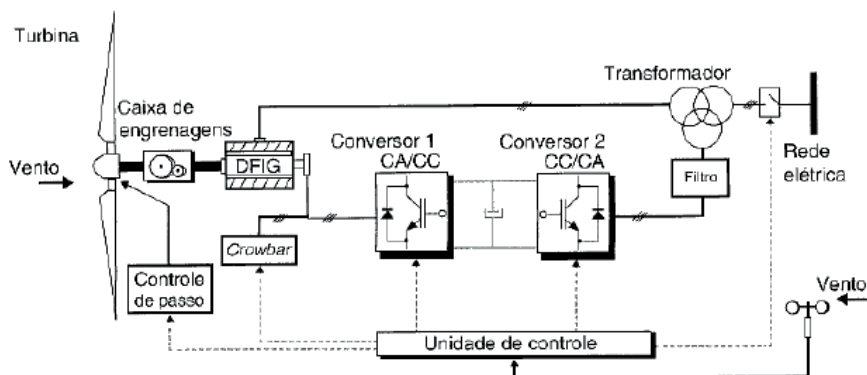 Turbina
Transformador
Caixa de
engrenagens
Conversor 1
CA/CC
Conversor 2
CC/CA
Vento
DFIG
Rede
elétrica
Filtro
Crowbar
Controle
de passo
Vento
Unidade de controle